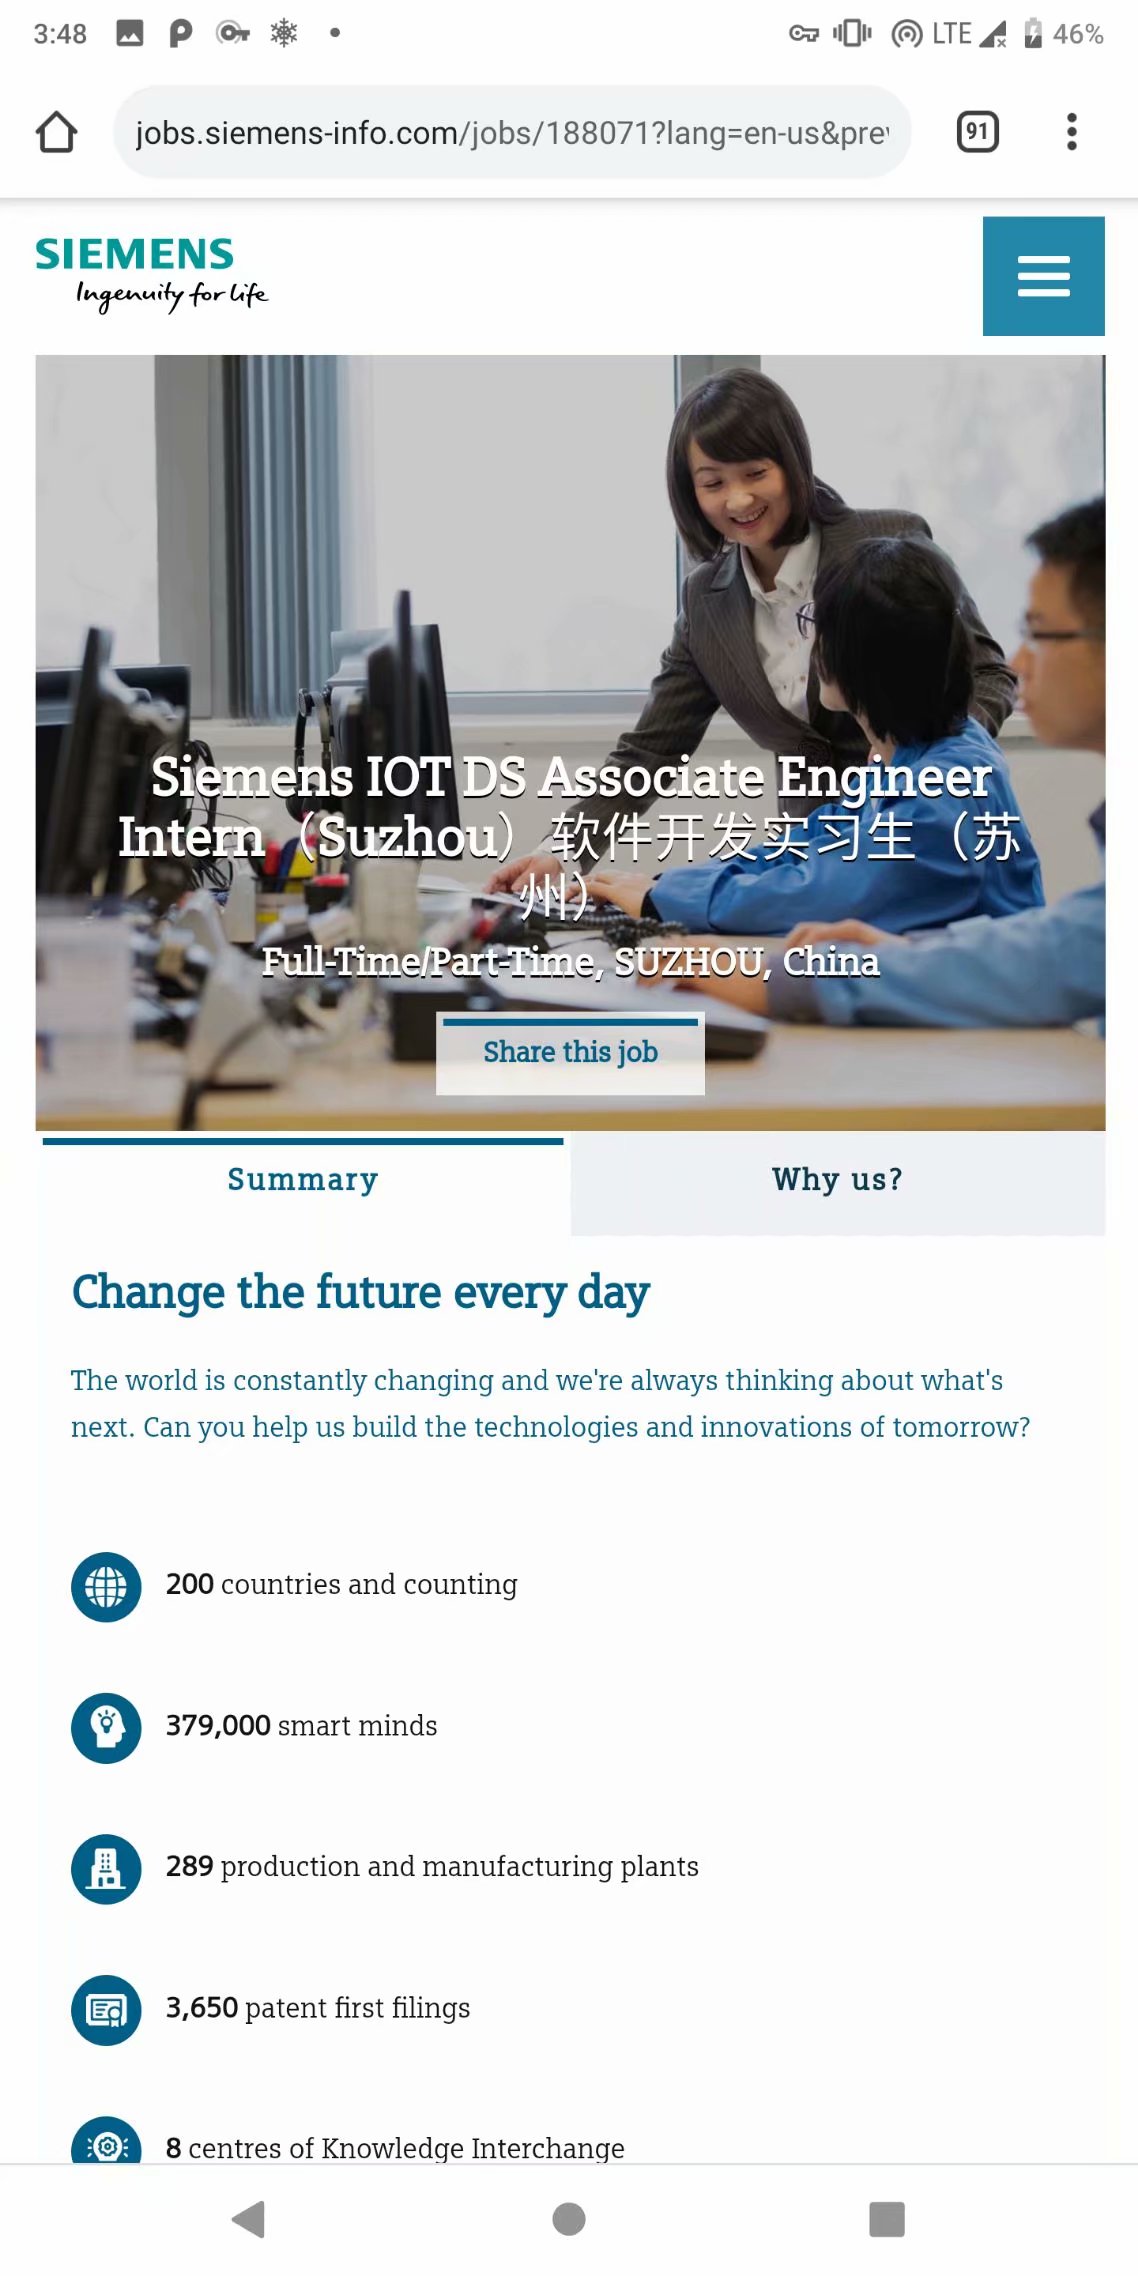 3:48
LTE 46%
jobs.siemens-info.com/jobs/188071?lang=en-us&prev
91
SIEMENS
Ingenuity for life
Siemens IOT DS Associate Engineer
Intern（Suzhou）软件开发实习生（苏
州）
Full-Time/Part-Time, SUZHOU, China
Share this job
Summary
Why us?
Change the future every day
The world is constantly changing and we're always thinking about what's
next. Can you help us build the technologies and innovations of tomorrow?
200 countries and counting
379,000 smart minds
289 production and manufacturing plants
3,650 patent first filings
8 centres of Knowledge Interchange